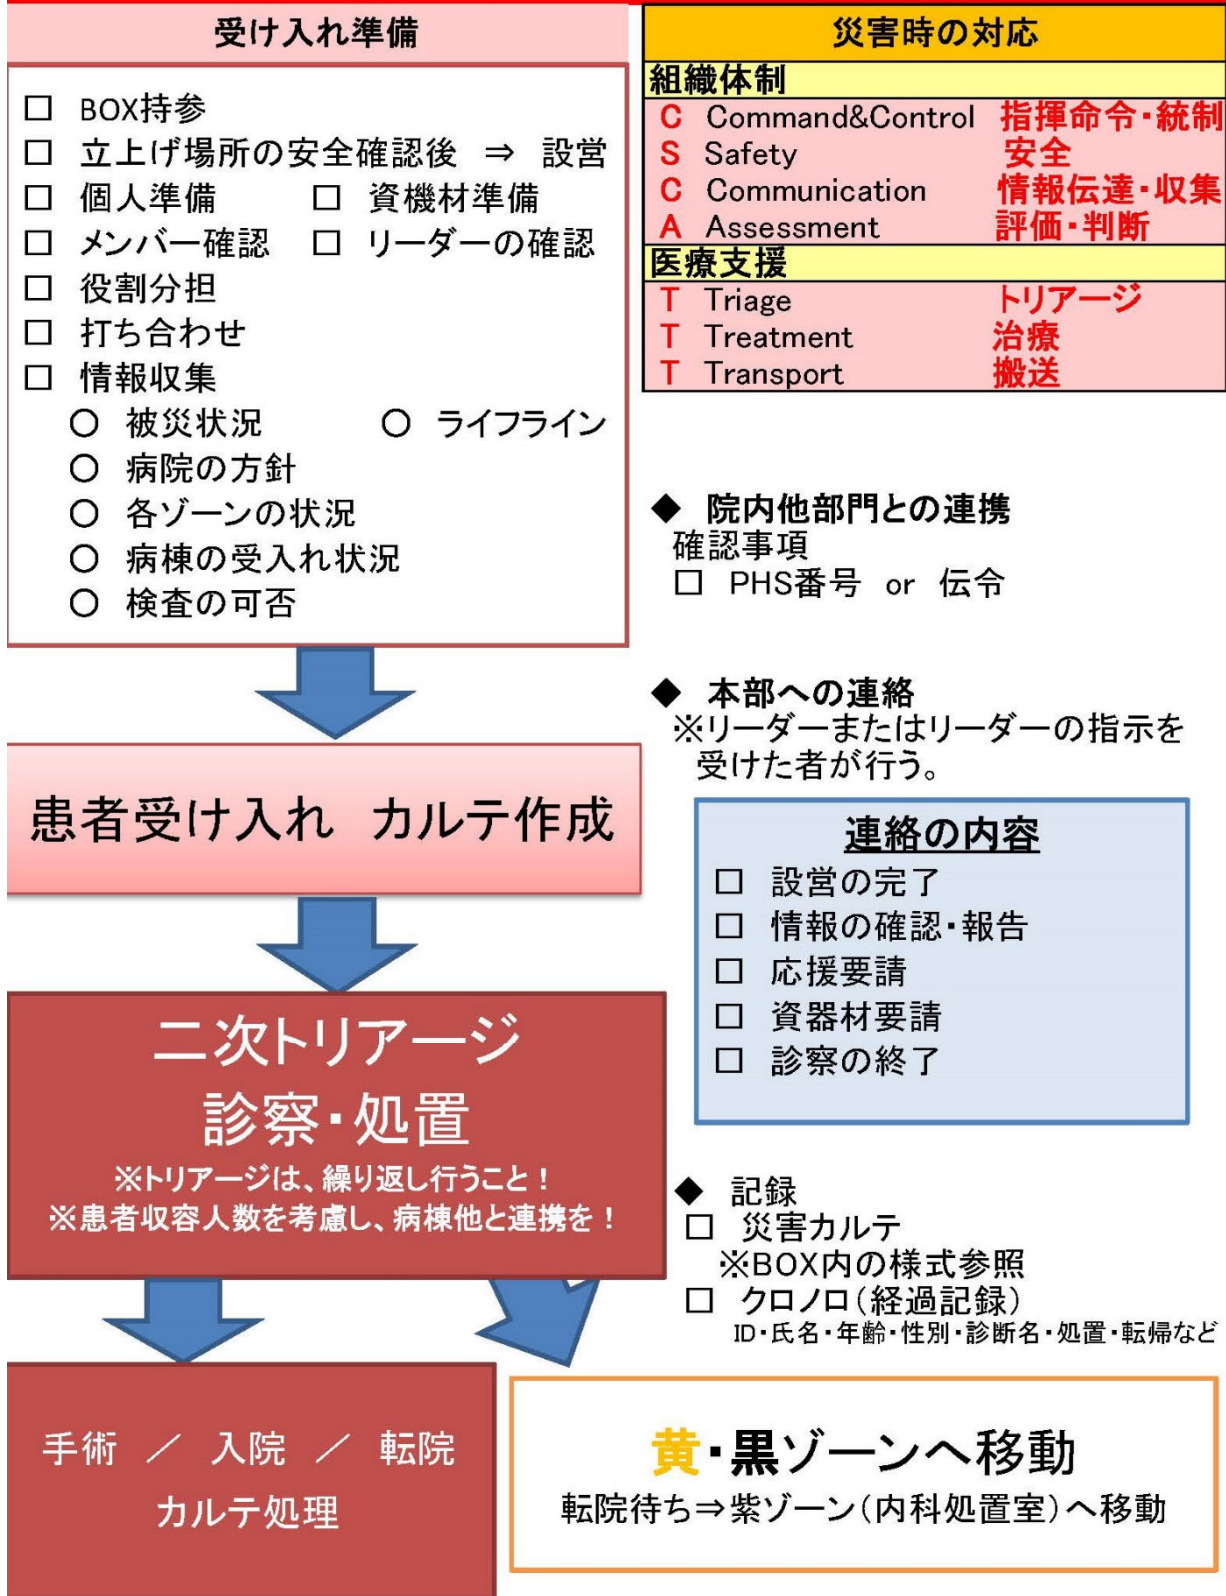 受け入れ準備
□ BOX持参
□ 立上げ場所の安全確認後 ⇒ 設営
□ 個人準備 □ 資機材準備
□ メンバー確認 □ リーダーの確認
□ 役割分担
□ 打ち合わせ
□ 情報収集
○ 被災状況 ○ ライフライン
○ 病院の方針
○ 各ゾーンの状況
○ 病棟の受入れ状況
○ 検査の可否
災害時の対応
組織体制
C Command&Control 指揮命令・統制
S Safety 安全
C Communication 情報伝達・収集
A Assessment 評価・判断
医療支援
T Triage トリアージ
T Treatment 治療
T Transport 搬送
◆ 院内他部門との連携
確認事項
□ PHS番号 or 伝令
◆ 本部への連絡
※リーダーまたはリーダーの指示を
受けた者が行う。
連絡の内容
□ 設営の完了
□ 情報の確認・報告
□ 応援要請
□ 資器材要請
□ 診察の終了
患者受け入れ カルテ作成
二次トリアージ
診察・処置
※トリアージは、繰り返し行うこと！
※患者収容人数を考慮し、病棟他と連携を！
◆ 記録
□ 災害カルテ
※BOX内の様式参照
□ クロノロ（経過記録）
ID・氏名・年齢・性別・診断名・処置・転帰など
手術 ／ 入院 ／ 転院
カルテ処理
黄・黒ゾーンへ移動
転院待ち⇒紫ゾーン（内科処置室）へ移動